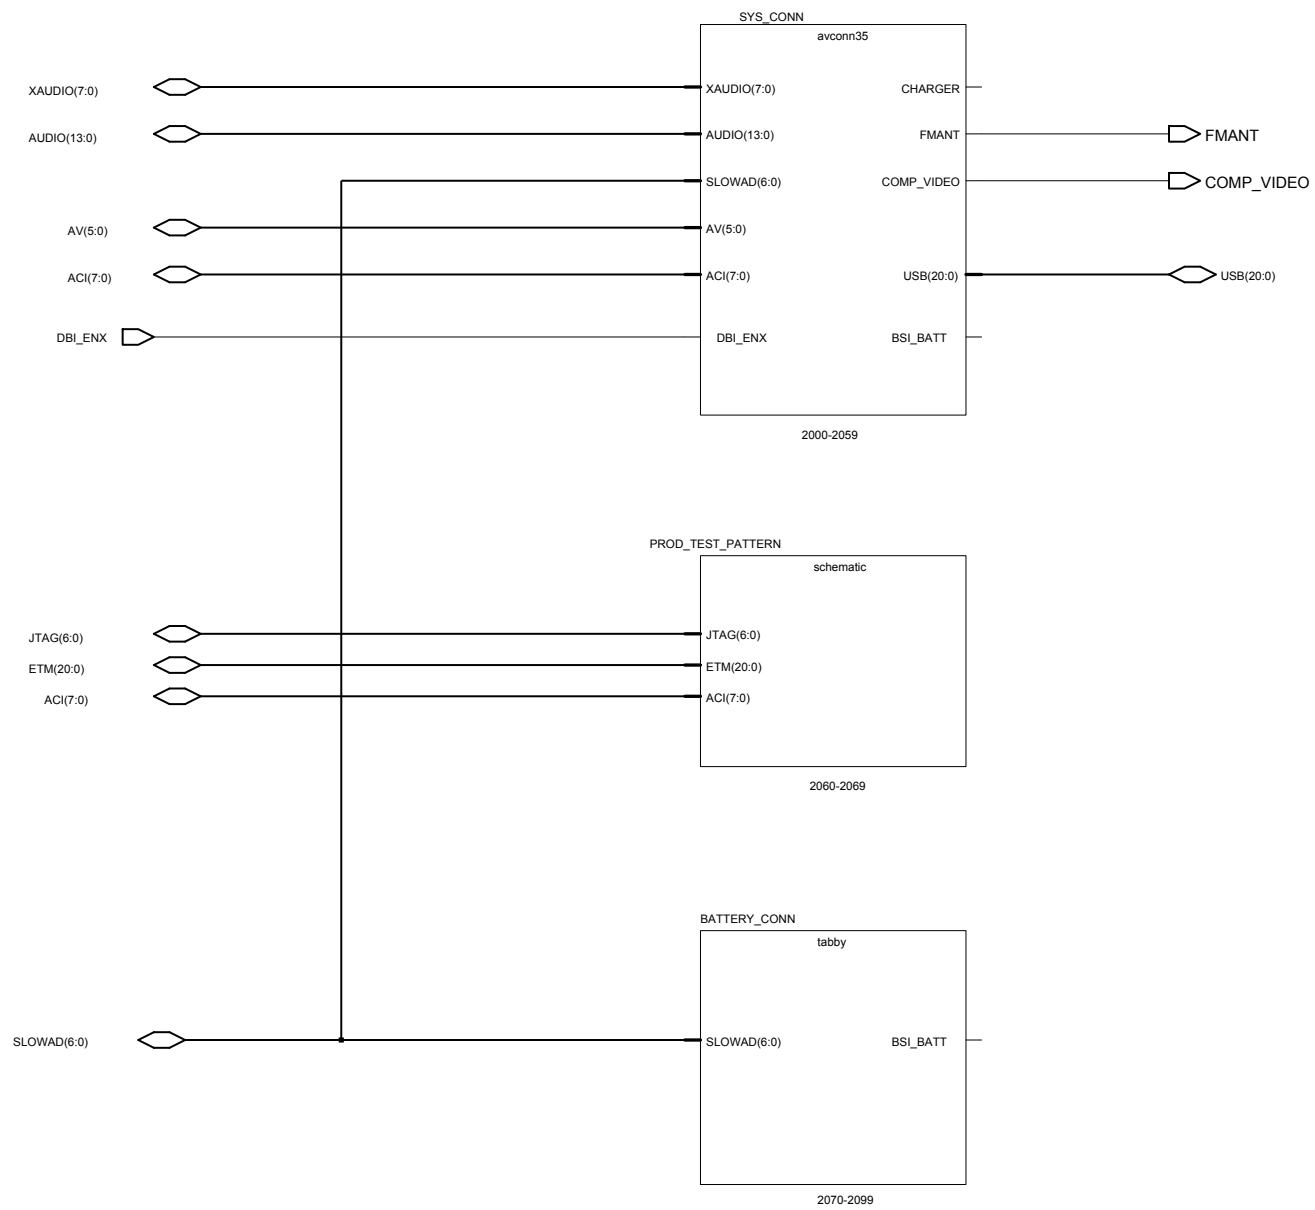 SYS_CONN
avconn35
XAUDIO(7:0) XAUDIO(7:0) CHARGER
AUDIO(13:0) AUDIO(13:0) FMANT FMANT
SLOWAD(6:0) COMP_VIDEO COMP_VIDEO
AV(5:0) AV(5:0)
ACI(7:0) ACI(7:0) USB(20:0) USB(20:0)
DBI_ENX DBI_ENX BSI_BATT
2000-2059
PROD_TEST_PATTERN
schematic
JTAG(6:0) JTAG(6:0)
ETM(20:0) ETM(20:0)
ACI(7:0) ACI(7:0)
2060-2069
BATTERY_CONN
tabby
SLOWAD(6:0) SLOWAD(6:0) BSI_BATT
2070-2099